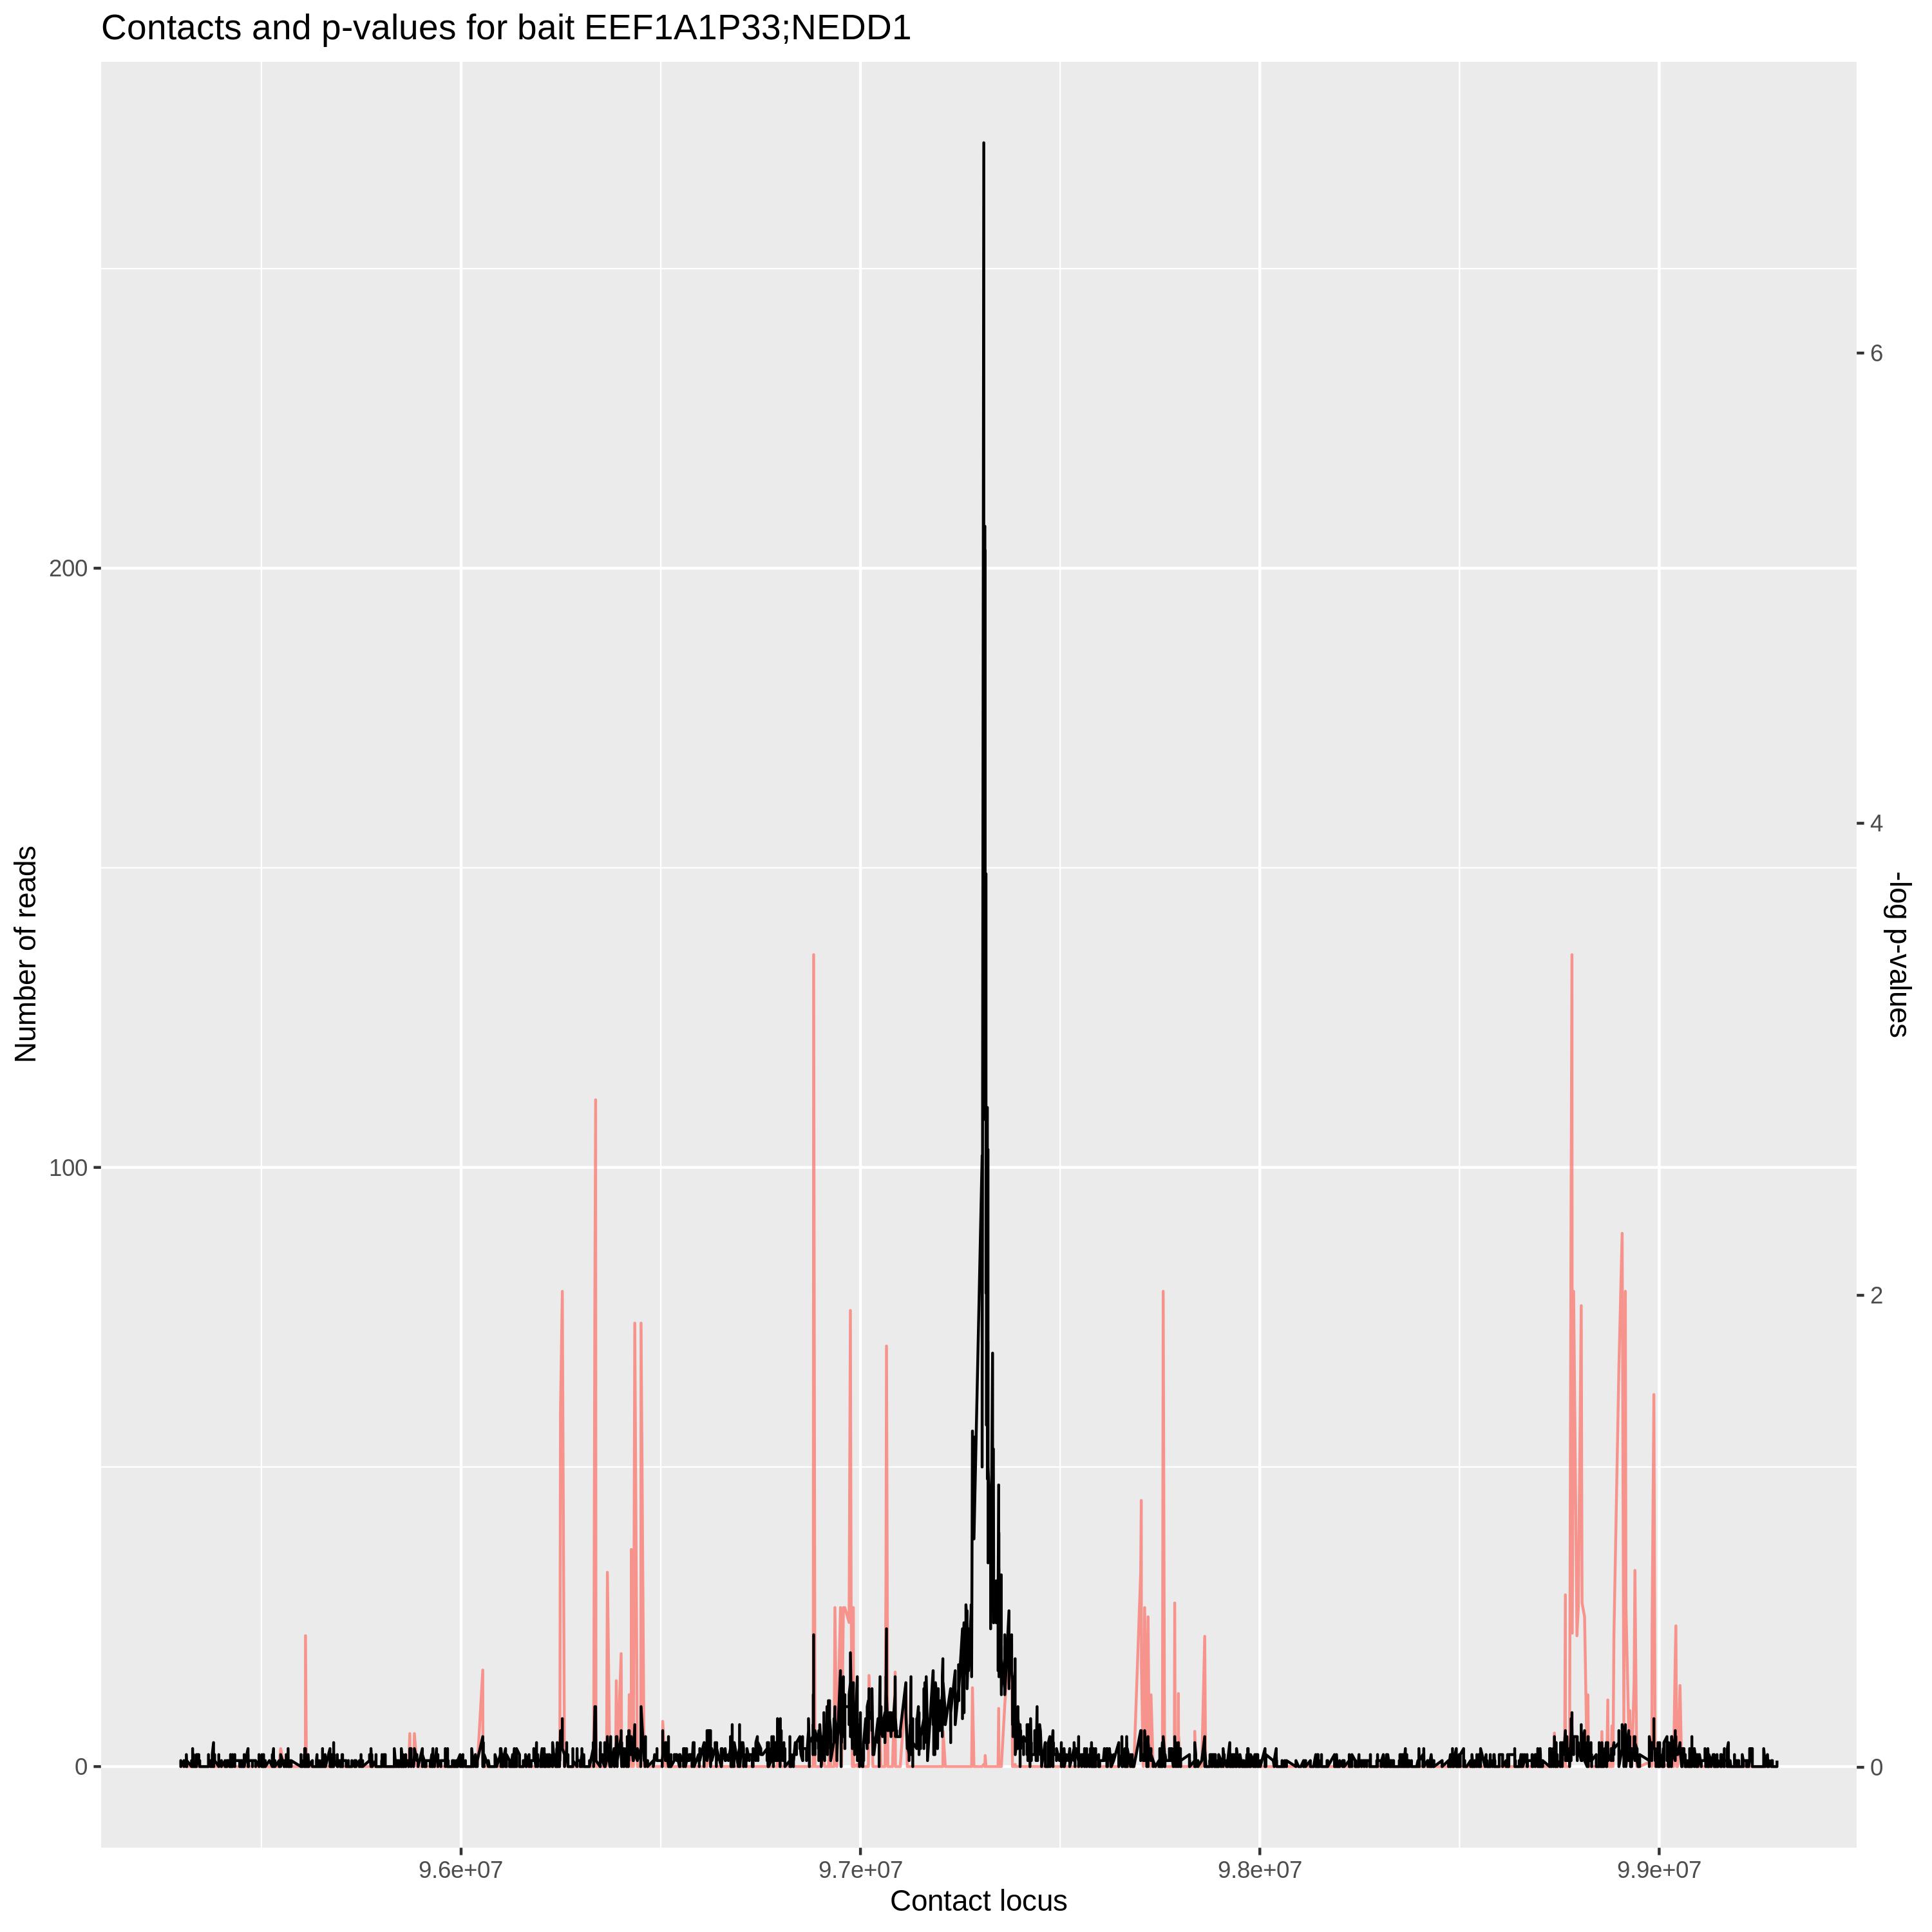 Contacts and p-values for bait EEF1A1P33;NEDD1
Number of reads
200
100
0
6
4
2
0
-log p-values
9.6e+07
9.7e+07
9.8e+07
9.9e+07
Contact locus